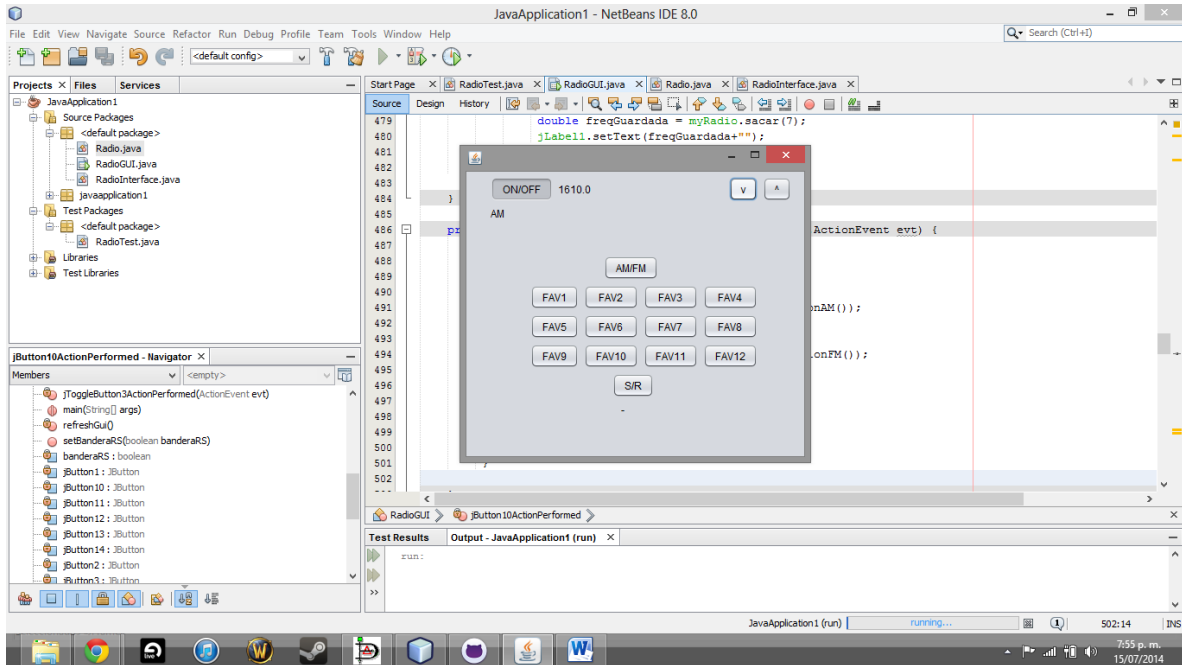 JavaApplication1 - NetBeans IDE 8.0
File Edit View Navigate Source Refactor Run Debug Profile Team Tools Window Help
Search (Ctrl+I)
<default config>
Projects Files Services
Start Page RadioTest.java RadioGUI.java Radio.java RadioInterface.java
Source Design History
JavaApplication1
Source Packages
<default package>
Radio.java
RadioGUI.java
RadioInterface.java
javaapplication1
Test Packages
<default package>
RadioTest.java
Libraries
Test Libraries
479 double freqGuardada = myRadio.sacar(7);
480 jLabel1.setText(freqGuardada+"");
481
482
483
484 }
485
486 pr ActionEvent evt) {
487
488
489
490
491 onAM());
492
493
494 onFM());
495
496
497
498
499
500
501
502
ON/OFF 1610.0 v ^
AM
AM/FM
FAV1 FAV2 FAV3 FAV4
FAV5 FAV6 FAV7 FAV8
FAV9 FAV10 FAV11 FAV12
S/R
-
jButton10ActionPerformed - Navigator
Members <empty>
jToggleButton3ActionPerformed(ActionEvent evt)
main(String[] args)
refreshGui()
setBanderaRS(boolean banderaRS)
banderaRS : boolean
jButton1 : JButton
jButton10 : JButton
jButton11 : JButton
jButton12 : JButton
jButton13 : JButton
jButton14 : JButton
jButton2 : JButton
jButton3 : JButton
RadioGUI jButton10ActionPerformed
Test Results Output - JavaApplication1 (run)
run:
JavaApplication1 (run) running... 1 502:14 INS
live
W
7:55 p. m.
15/07/2014